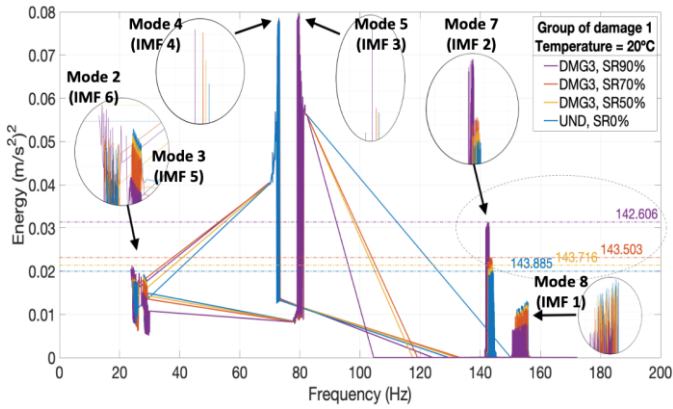 0.08
0.07
0.06
0.05
0.04
0.03
0.02
0.01
0
Energy (m/s²)²
Mode 4
(IMF 4)
Mode 5
(IMF 3)
Mode 7
(IMF 2)
Group of damage 1
Temperature = 20°C
DMG3, SR90%
DMG3, SR70%
DMG3, SR50%
UND, SR0%
Mode 2
(IMF 6)
Mode 3
(IMF 5)
142.606
143.503
143.716
143.885
Mode 8
(IMF 1)
0 20 40 60 80 100 120 140 160 180 200
Frequency (Hz)